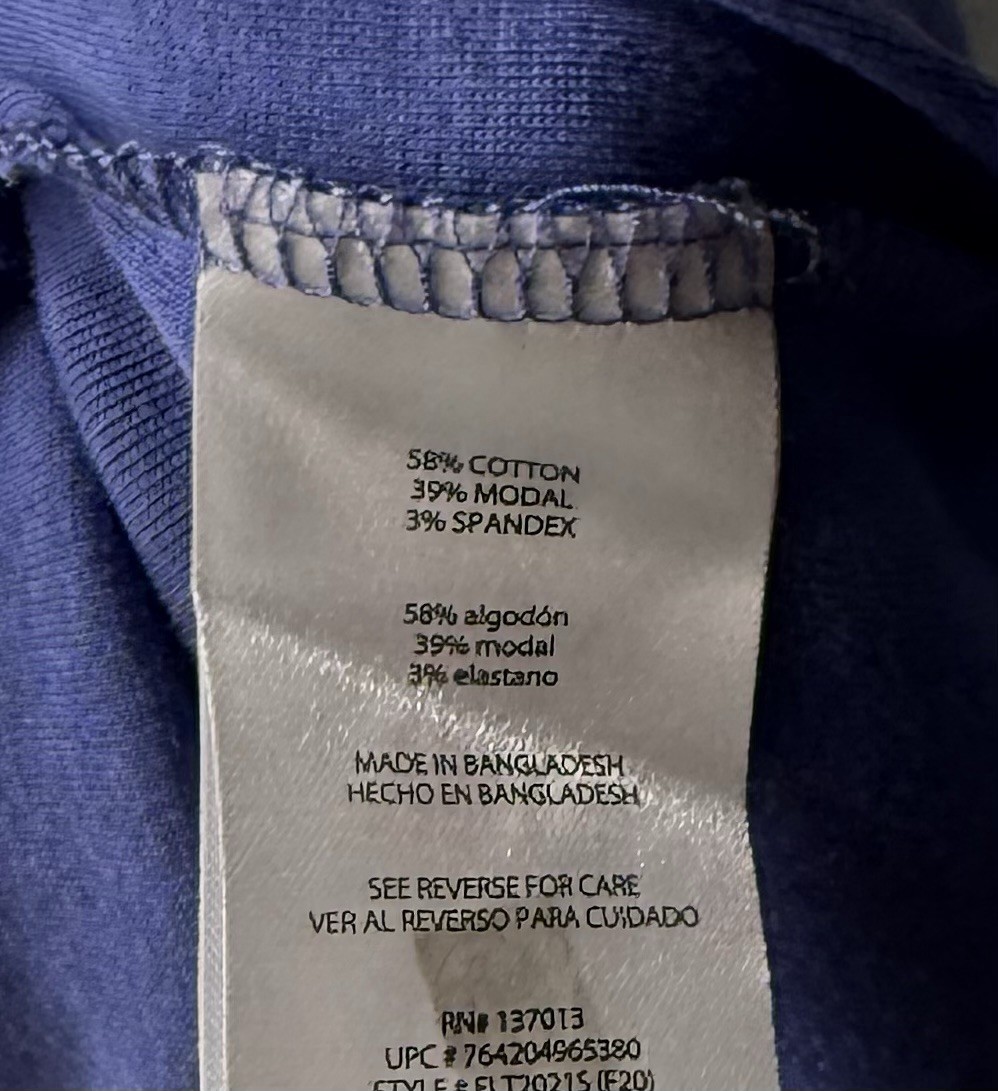 58% COTTON
39% MODAL
3% SPANDEX
58% algodón
39% modal
3% elastano
MADE IN BANGLADESH
HECHO EN BANGLADESH
SEE REVERSE FOR CARE
VER AL REVERSO PARA CUIDADO
RN# 137013
UPC # 764204965380
STYLE #